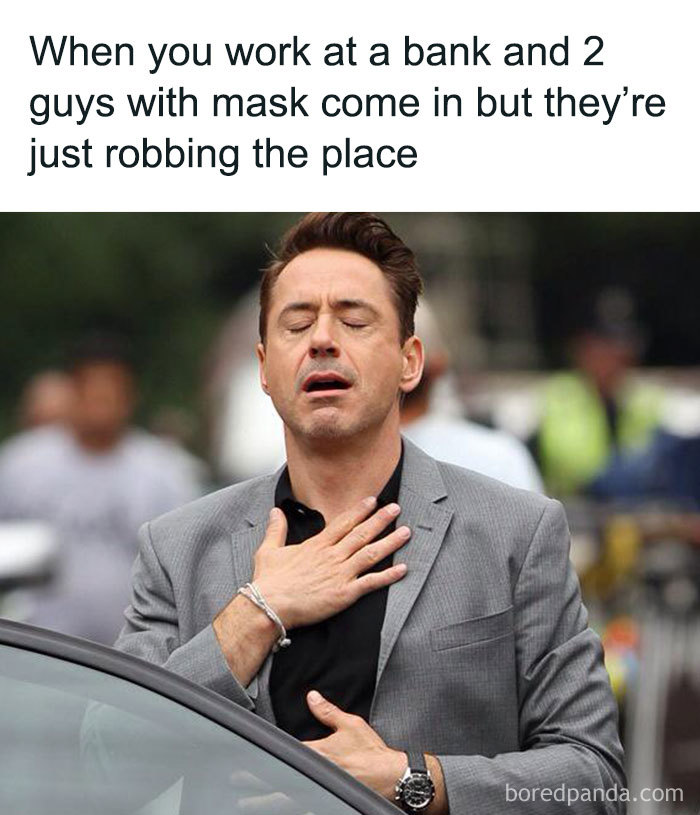 When you work at a bank and 2
guys with mask come in but they’re
just robbing the place
boredpanda.com